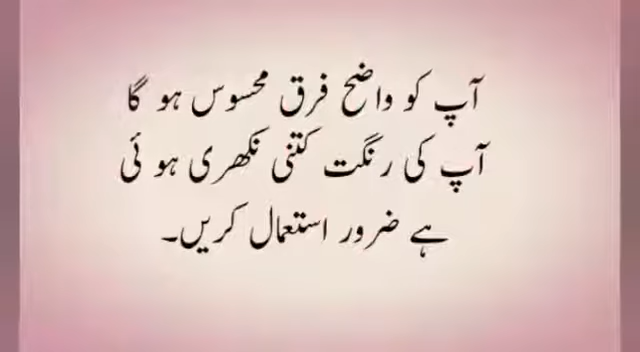 آپ کو واضح فرق محسوس ہو گا
آپ کی رنگت کتنی نکھری ہوئی
ہے ضرور استعمال کریں۔